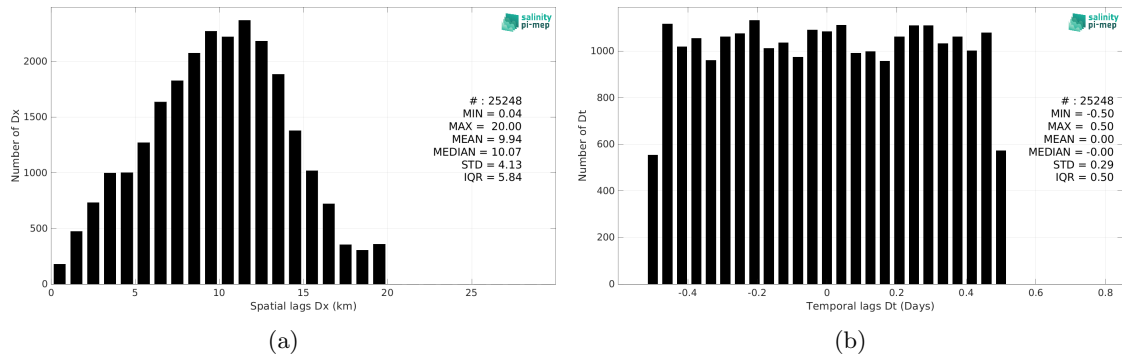 salinity
pi-mep
2000
1500
1000
500
0
Number of Dx
# : 25248
MIN = 0.04
MAX = 20.00
MEAN = 9.94
MEDIAN = 10.07
STD = 4.13
IQR = 5.84
0 5 10 15 20 25
Spatial lags Dx (km)
(a)
salinity
pi-mep
1000
800
600
400
200
0
Number of Dt
# : 25248
MIN = -0.50
MAX = 0.50
MEAN = 0.00
MEDIAN = -0.00
STD = 0.29
IQR = 0.50
-0.4 -0.2 0 0.2 0.4 0.6 0.8
Temporal lags Dt (Days)
(b)